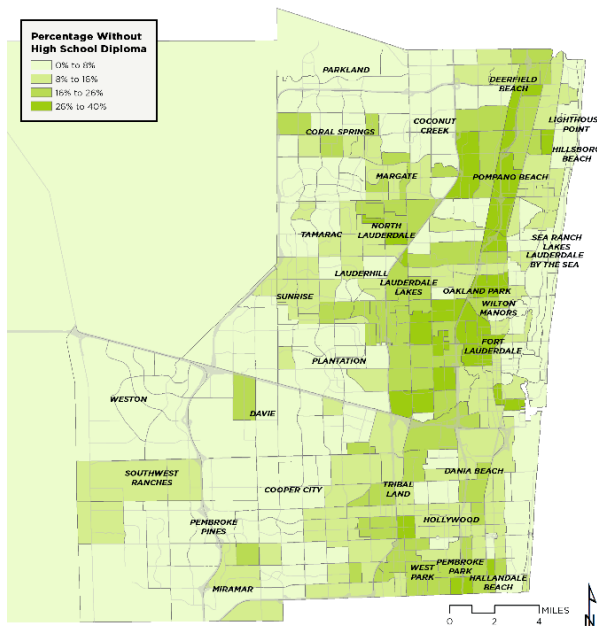 Percentage Without
High School Diploma
0% to 8%
8% to 16%
16% to 26%
26% to 40%
PARKLAND
DEERFIELD
BEACH
COCONUT
CREEK
LIGHTHOUS
POINT
CORAL SPRINGS
HILLSBORO
BEACH
MARGATE
POMPANO BEACH
NORTH
LAUDERDALE
TAMARAC
SEA RANCH
LAKES
LAUDERDALE
BY THE SEA
LAUDERHILL
LAUDERDALE
LAKES
OAKLAND PARK
SUNRISE
WILTON
MANORS
FORT
LAUDERDALE
PLANTATION
WESTON
DAVIE
SOUTHWEST
RANCHES
DANIA BEACH
COOPER CITY
TRIBAL
LAND
PEMBROKE
PINES
HOLLYWOOD
WEST
PARK
PEMBROKE
PARK
HALLANDALE
BEACH
MIRAMAR
MILES
0 2 4
N